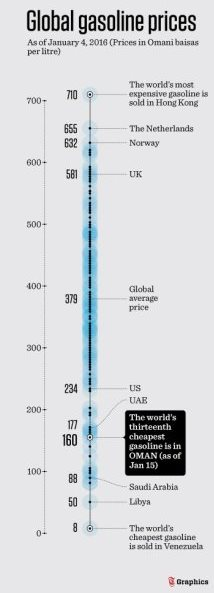 Global gasoline prices
As of January 4, 2016 (Prices in Omani baisas
per litre)
710
The world's most
expensive gasoline is
sold in Hong Kong
700
655
The Netherlands
632
Norway
600
581
UK
500
400
379
Global
average
price
300
234
US
200
UAE
177
160
The world's
thirteenth
cheapest
gasoline is in
OMAN (as of
Jan 15)
100
88
Saudi Arabia
50
Libya
8
0
The world's
cheapest gasoline
is sold in Venezuela
Graphics